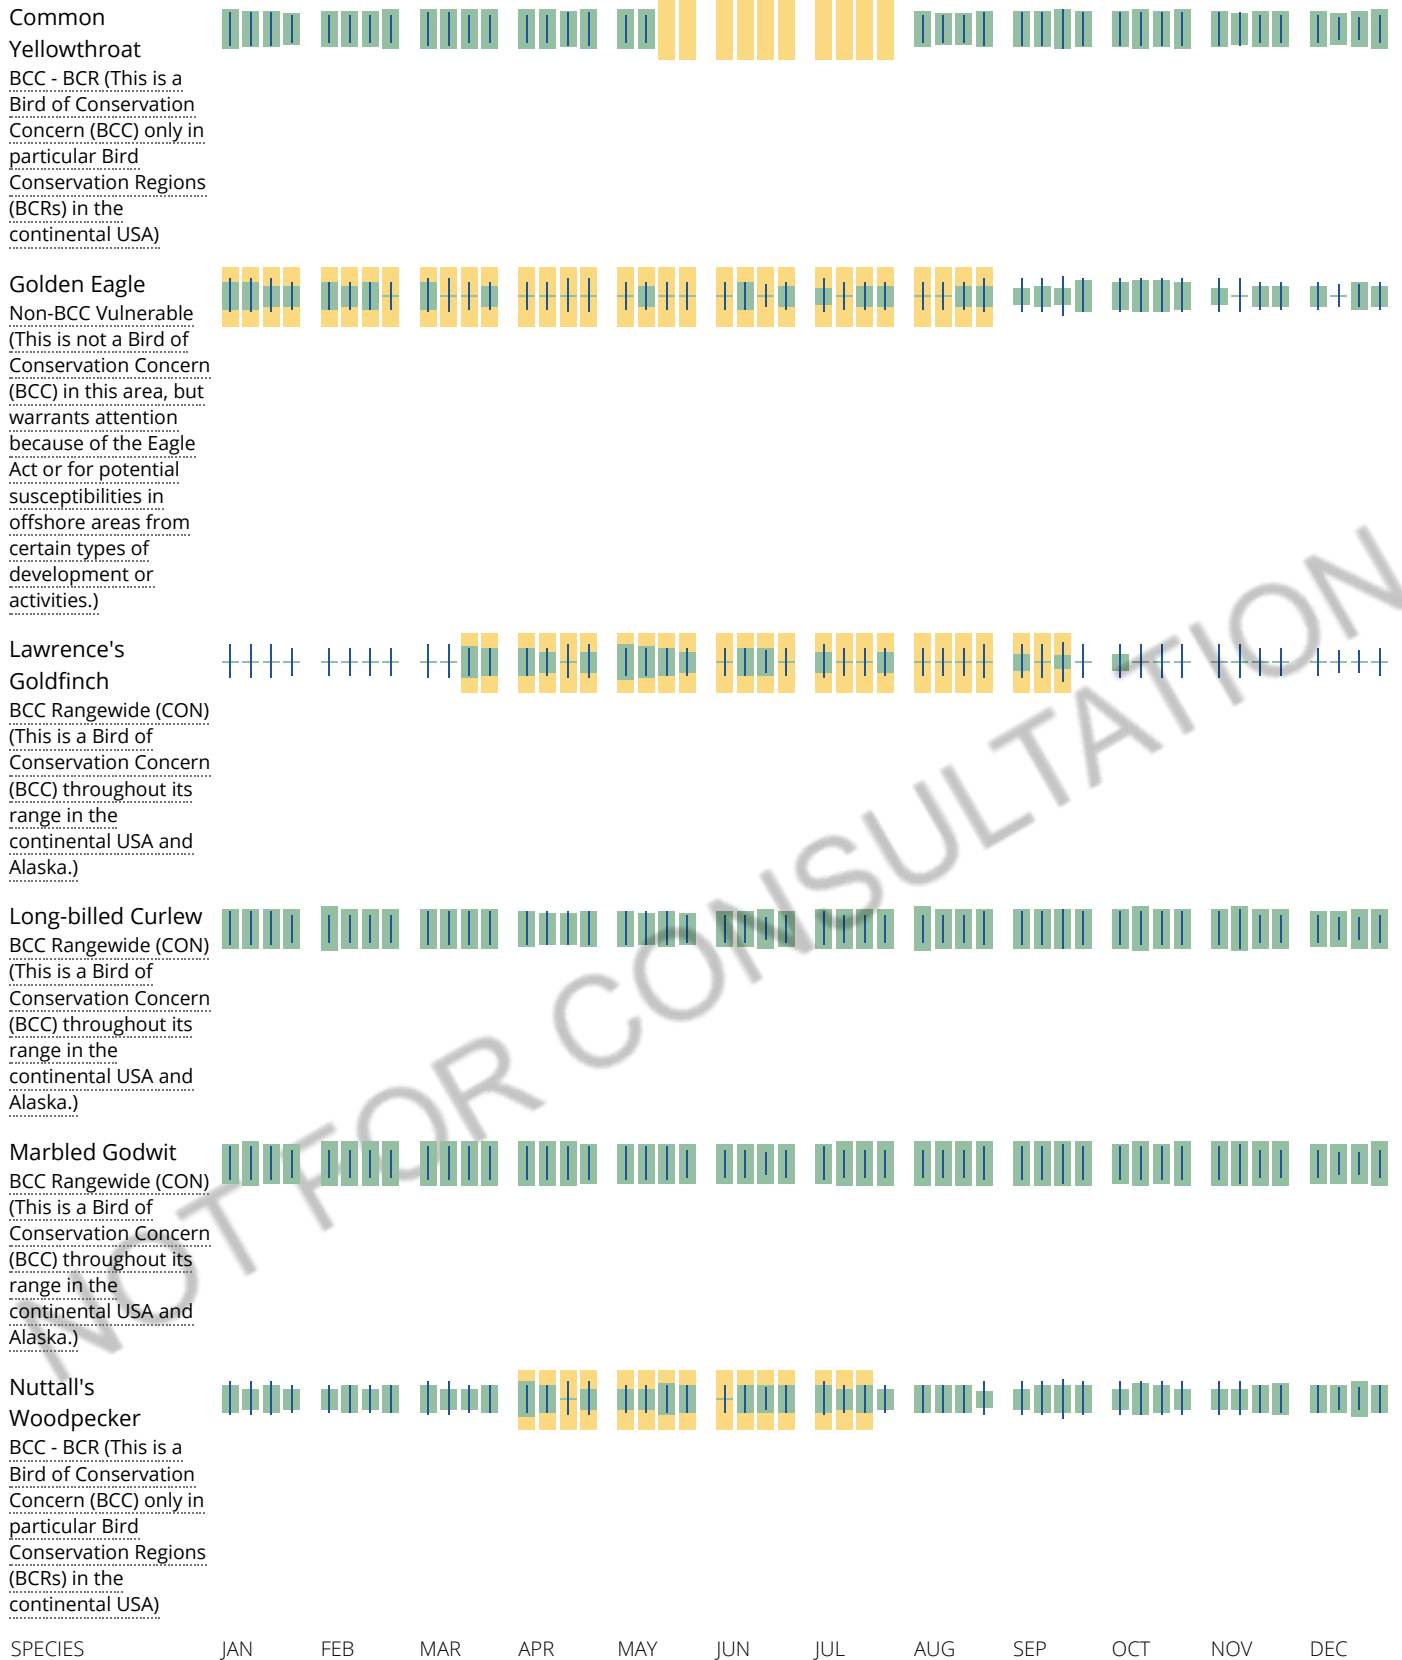 Common
Yellowthroat
BCC - BCR (This is a
Bird of Conservation
Concern (BCC) only in
particular Bird
Conservation Regions
(BCRs) in the
continental USA)
Golden Eagle
Non-BCC Vulnerable
(This is not a Bird of
Conservation Concern
(BCC) in this area, but
warrants attention
because of the Eagle
Act or for potential
susceptibilities in
offshore areas from
certain types of
development or
activities.)
Lawrence's
Goldfinch
BCC Rangewide (CON)
(This is a Bird of
Conservation Concern
(BCC) throughout its
range in the
continental USA and
Alaska.)
Long-billed Curlew
BCC Rangewide (CON)
(This is a Bird of
Conservation Concern
(BCC) throughout its
range in the
continental USA and
Alaska.)
Marbled Godwit
BCC Rangewide (CON)
(This is a Bird of
Conservation Concern
(BCC) throughout its
range in the
continental USA and
Alaska.)
Nuttall's
Woodpecker
BCC - BCR (This is a
Bird of Conservation
Concern (BCC) only in
particular Bird
Conservation Regions
(BCRs) in the
continental USA)
SPECIES JAN FEB MAR APR MAY JUN JUL AUG SEP OCT NOV DEC
NOT FOR CONSULTATION